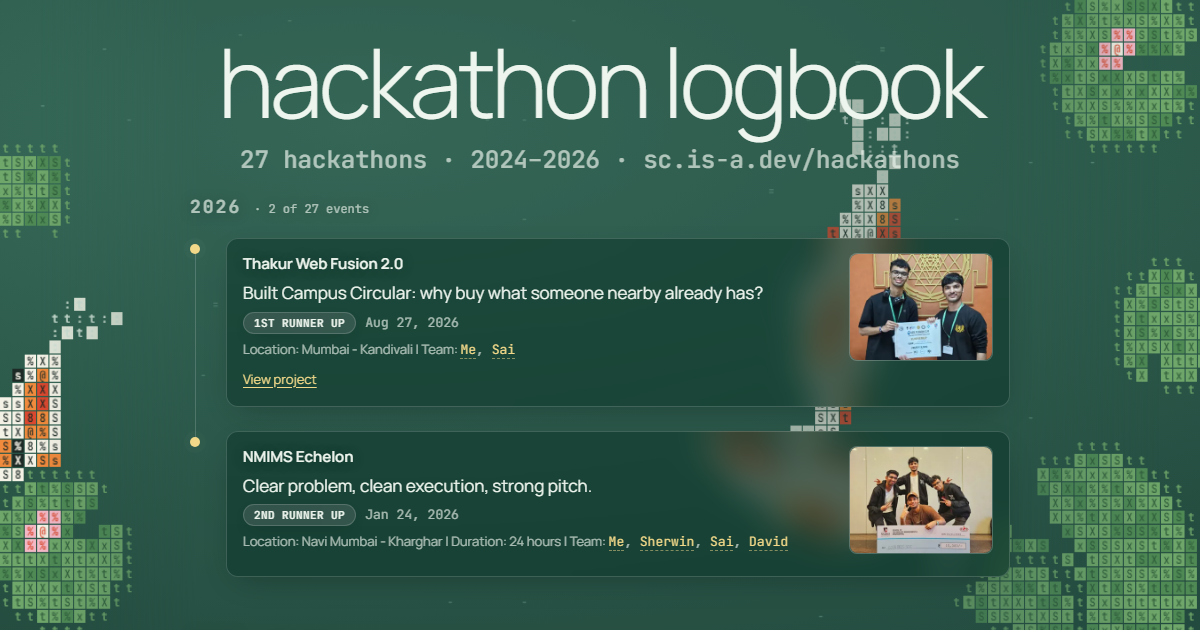 hackathon logbook
27 hackathons · 2024–2026 · sc.is-a.dev/hackathons
2026 · 2 of 27 events
Thakur Web Fusion 2.0
Built Campus Circular: why buy what someone nearby already has?
1ST RUNNER UP Aug 27, 2026
Location: Mumbai - Kandivali | Team: Me, Sai
View project
NMIMS Echelon
Clear problem, clean execution, strong pitch.
2ND RUNNER UP Jan 24, 2026
Location: Navi Mumbai - Kharghar | Duration: 24 hours | Team: Me, Sherwin, Sai, David